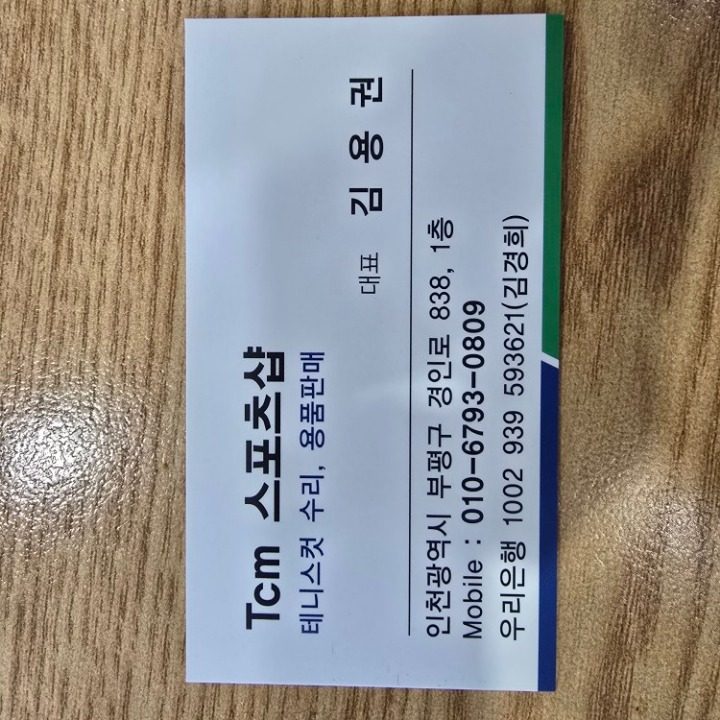 Tcm 스포츠샵
테니스컷 수리, 용품판매
대표 김 용 권
인천광역시 부평구 경인로 838, 1층
Mobile : 010-6793-0809
우리은행 1002 939 593621(김경희)